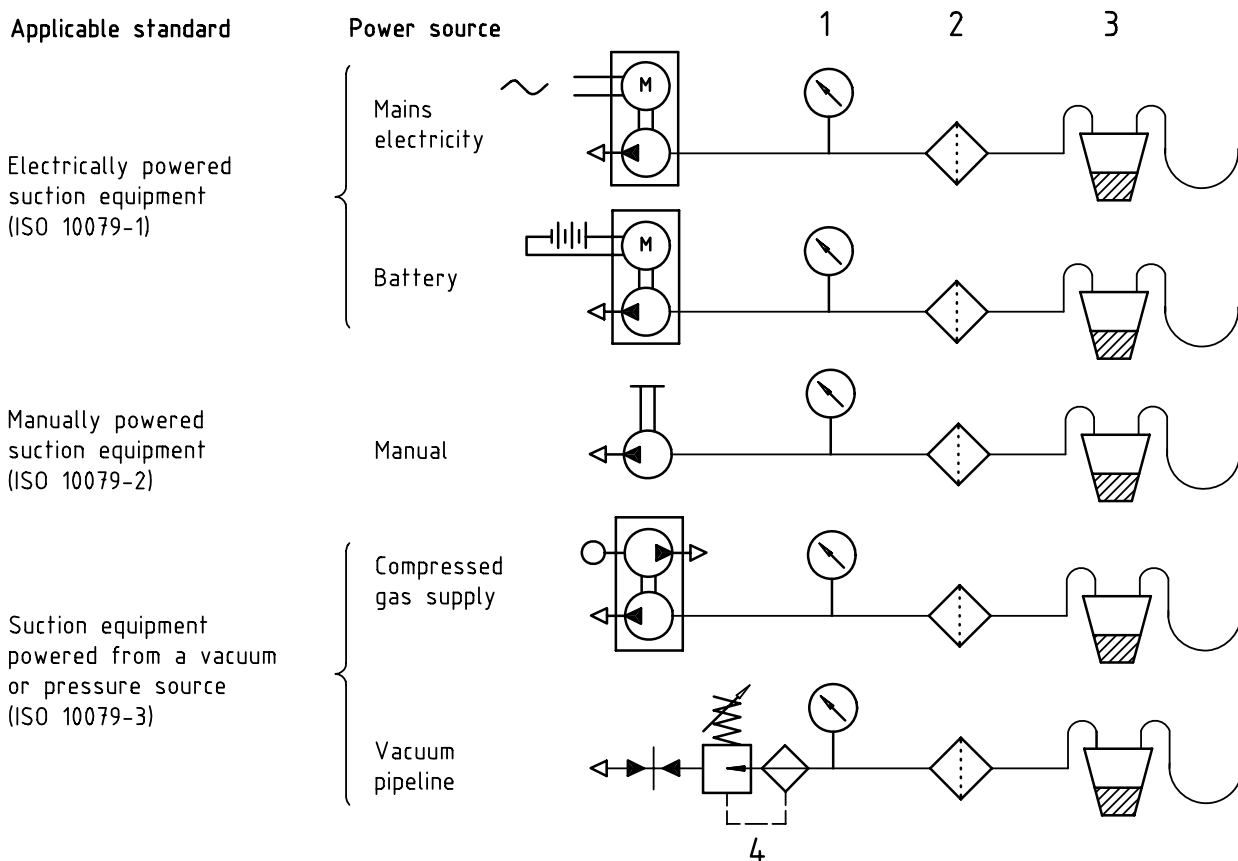 Applicable standard
Power source
1
2
3
Mains
electricity
M
Electrically powered
suction equipment
(ISO 10079-1)
Battery
M
Manually powered
suction equipment
(ISO 10079-2)
Manual
Compressed
gas supply
Suction equipment
powered from a vacuum
or pressure source
(ISO 10079-3)
Vacuum
pipeline
4